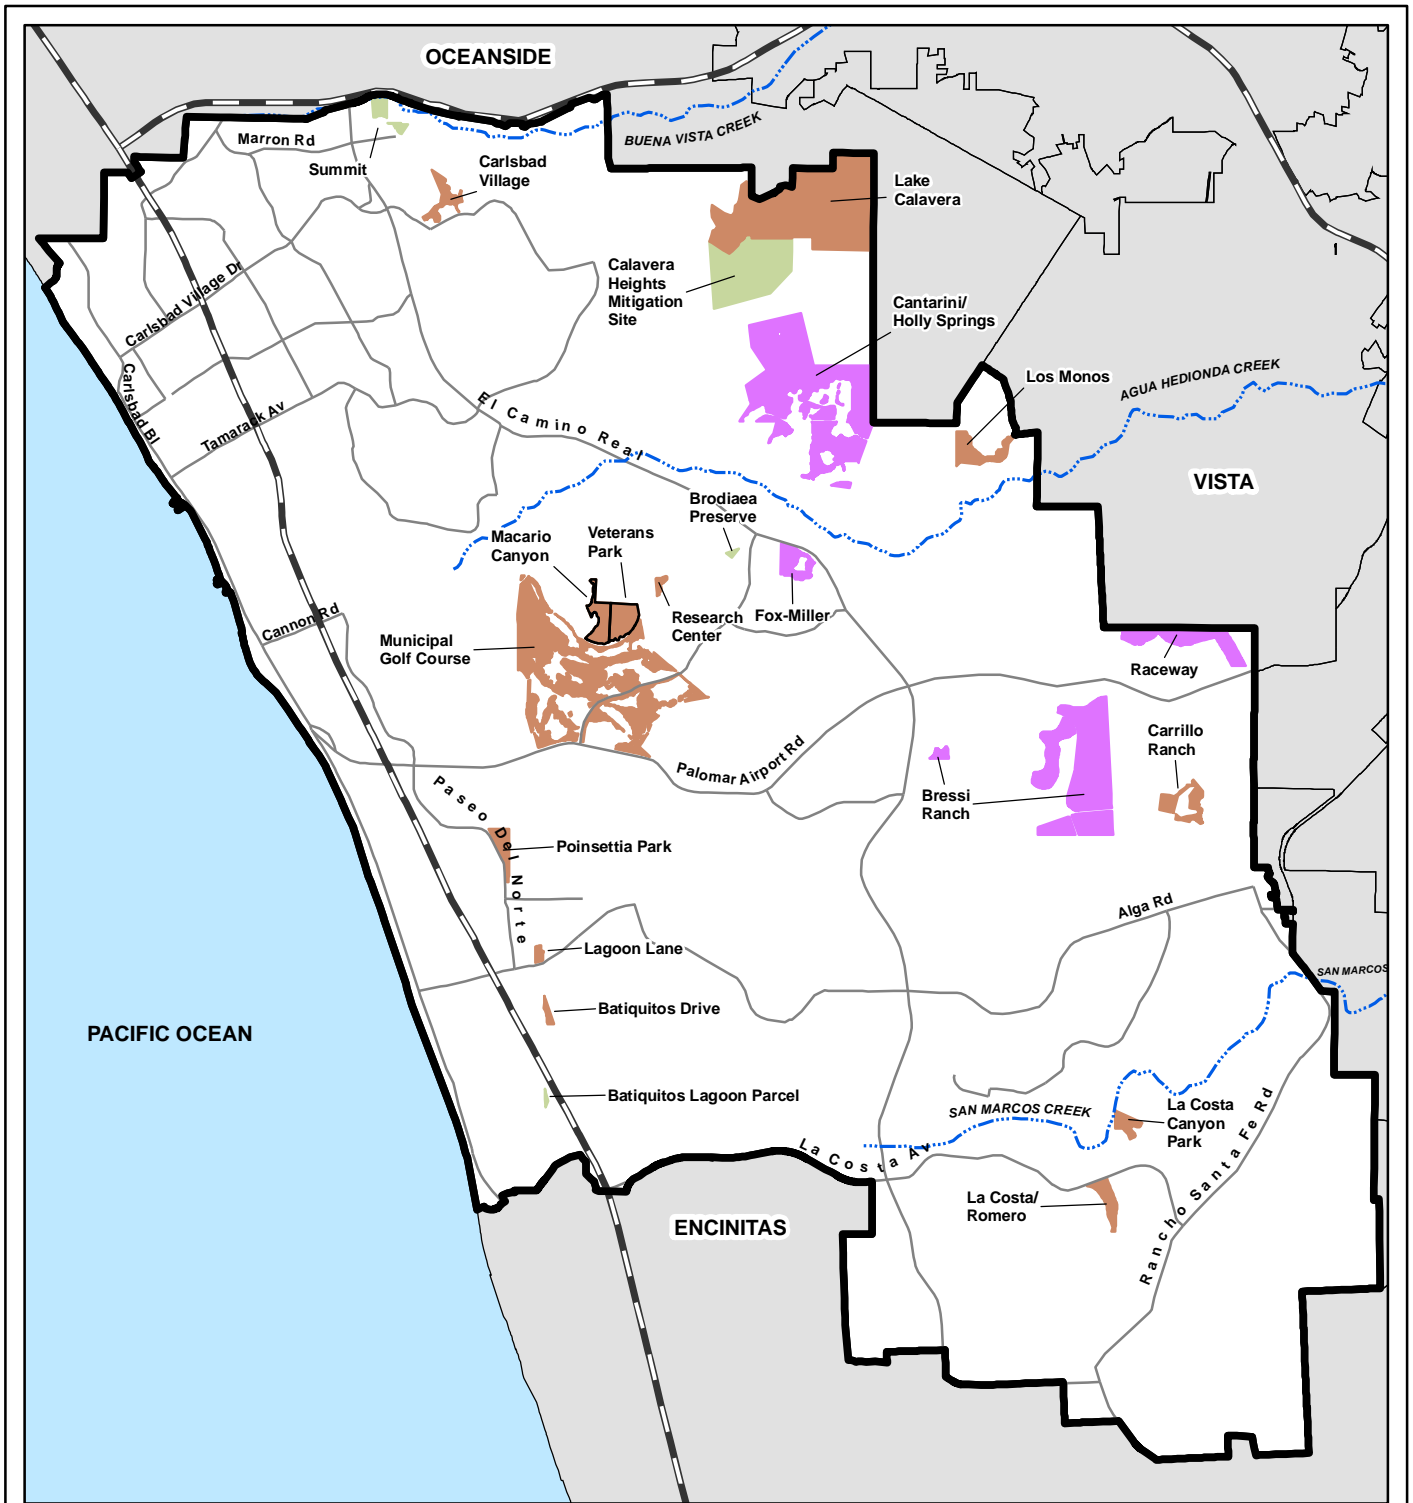 OCEANSIDE
BUENA VISTA CREEK
Marron Rd
Summit
Carlsbad
Village
Lake
Calavera
Calavera
Heights
Mitigation
Site
Carlsbad Village Dr
Cantarini/
Holly Springs
Los Monos
AGUA HEDIONDA CREEK
Carlsbad Bl
Tamarack Av
El Camino Real
VISTA
Brodiaea
Preserve
Macario
Canyon
Veterans
Park
Cannon Rd
Research
Center
Fox-Miller
Municipal
Golf Course
Raceway
Carrillo
Ranch
Palomar Airport Rd
Paseo Del Norte
Bressi
Ranch
Poinsettia Park
Alga Rd
Lagoon Lane
SAN MARCOS
Batiquitos Drive
PACIFIC OCEAN
Batiquitos Lagoon Parcel
SAN MARCOS CREEK
La Costa
Canyon
Park
La Costa Av
Rancho Santa Fe Rd
La Costa/
Romero
ENCINITAS